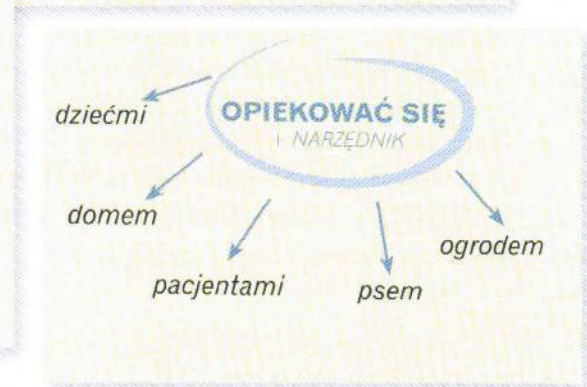 OPIEKOWAĆ SIĘ
+ NARZĘDNIK
dziećmi
domem
pacjentami
psem
ogrodem